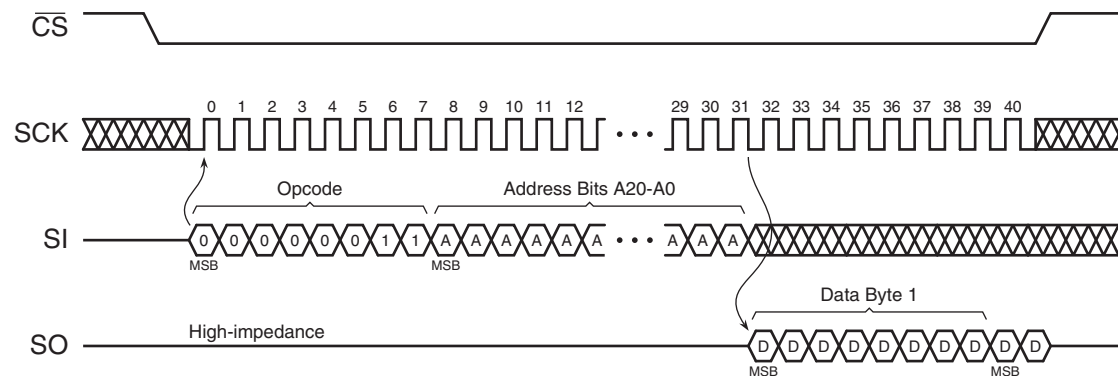 CS
0 1 2 3 4 5 6 7 8 9 10 11 12 29 30 31 32 33 34 35 36 37 38 39 40
SCK
Opcode Address Bits A20-A0
SI 0 0 0 0 0 0 1 1 A A A A A A A A A
MSB MSB
Data Byte 1
High-impedance
SO D D D D D D D D D D
MSB MSB